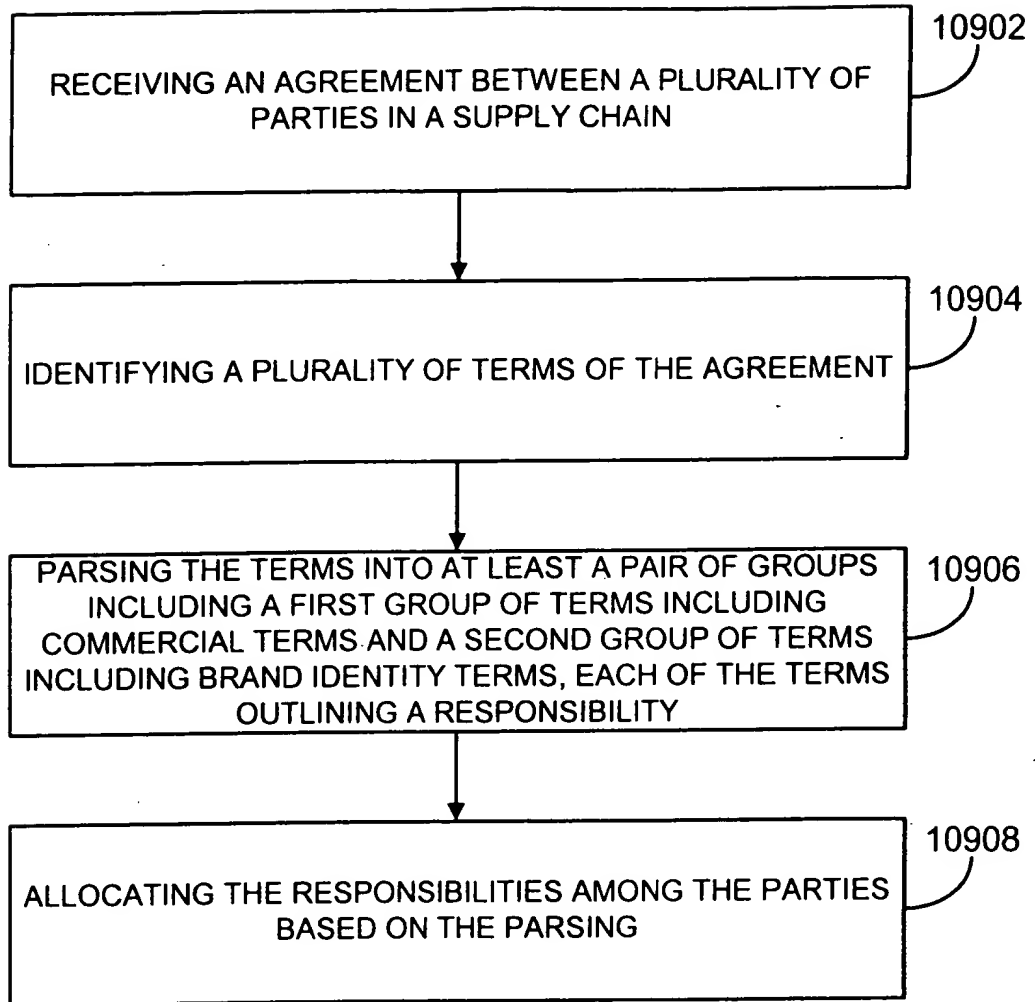 10902
RECEIVING AN AGREEMENT BETWEEN A PLURALITY OF
PARTIES IN A SUPPLY CHAIN
10904
IDENTIFYING A PLURALITY OF TERMS OF THE AGREEMENT
10906
PARSING THE TERMS INTO AT LEAST A PAIR OF GROUPS
INCLUDING A FIRST GROUP OF TERMS INCLUDING
COMMERCIAL TERMS AND A SECOND GROUP OF TERMS
INCLUDING BRAND IDENTITY TERMS, EACH OF THE TERMS
OUTLINING A RESPONSIBILITY
10908
ALLOCATING THE RESPONSIBILITIES AMONG THE PARTIES
BASED ON THE PARSING